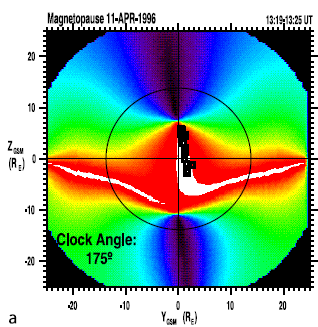 Magnetopause 11-APR-1996 13:19-13:25 UT
20
10
Z_GSM 0
(R_E)
-10
-20
Clock Angle:
175º
-20 -10 0 10 20
a Y_GSM (R_E)